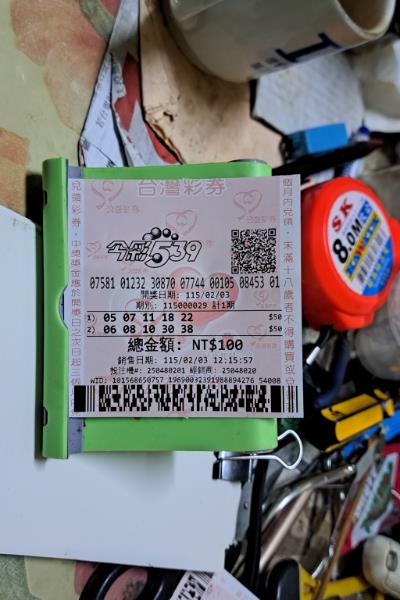 台灣彩券
今彩539
07581 01232 30870 07744 00105 08453 01
開獎日期: 115/02/03
期別: 115000029 計1期
1) 05 07 11 18 22 $50
2) 06 08 10 30 38 $50
總金額: NT$100
銷售日期: 115/02/03 12:15:57
投注機#: 250480201 經銷商: 25048020
SK
8.0M